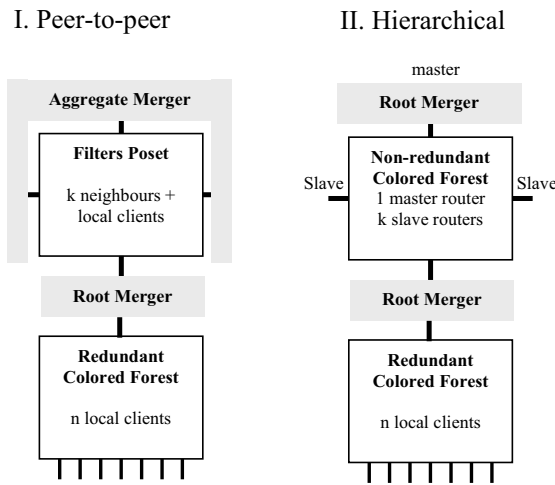 I. Peer-to-peer
Aggregate Merger
Filters Poset
k neighbours +
local clients
Root Merger
Redundant
Colored Forest
n local clients
II. Hierarchical
master
Root Merger
Slave
Non-redundant
Colored Forest
1 master router
k slave routers
Slave
Root Merger
Redundant
Colored Forest
n local clients